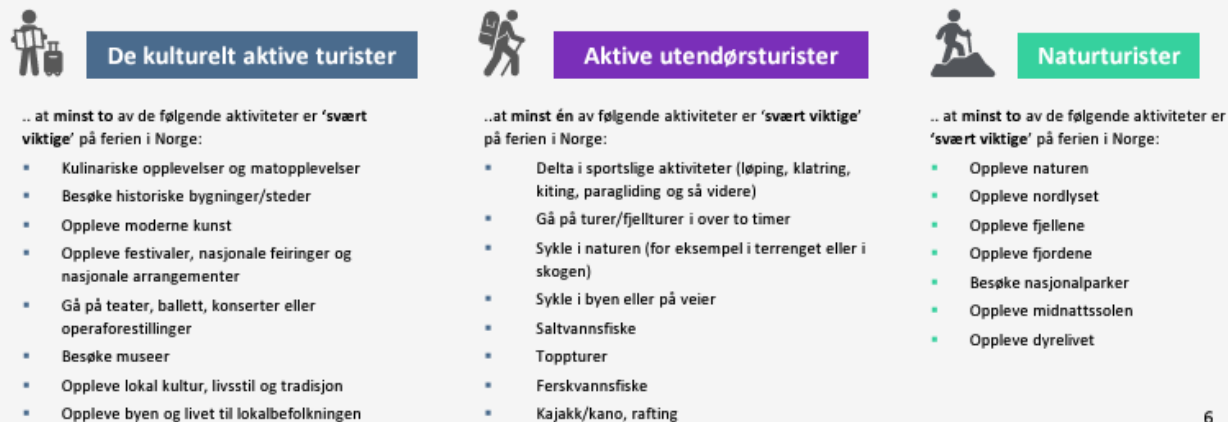 De kulturelt aktive turister
.. at minst to av de følgende aktiviteter er 'svært
viktige' på ferien i Norge:
▪ Kulinariske opplevelser og matopplevelser
▪ Besøke historiske bygninger/steder
▪ Oppleve moderne kunst
▪ Oppleve festivaler, nasjonale feiringer og
nasjonale arrangementer
▪ Gå på teater, ballett, konserter eller
operaforestillinger
▪ Besøke museer
▪ Oppleve lokal kultur, livsstil og tradisjon
▪ Oppleve byen og livet til lokalbefolkningen
Aktive utendørsturister
..at minst én av følgende aktiviteter er 'svært viktige'
på ferien i Norge:
▪ Delta i sportslige aktiviteter (løping, klatring,
kiting, paragliding og så videre)
▪ Gå på turer/fjellturer i over to timer
▪ Sykle i naturen (for eksempel i terrenget eller i
skogen)
▪ Sykle i byen eller på veier
▪ Saltvannsfiske
▪ Toppturer
▪ Ferskvannsfiske
▪ Kajakk/kano, rafting
Naturturister
.. at minst to av de følgende aktiviteter er
'svært viktige' på ferien i Norge:
▪ Oppleve naturen
▪ Oppleve nordlyset
▪ Oppleve fjellene
▪ Oppleve fjordene
▪ Besøke nasjonalparker
▪ Oppleve midnattssolen
▪ Oppleve dyrelivet
6